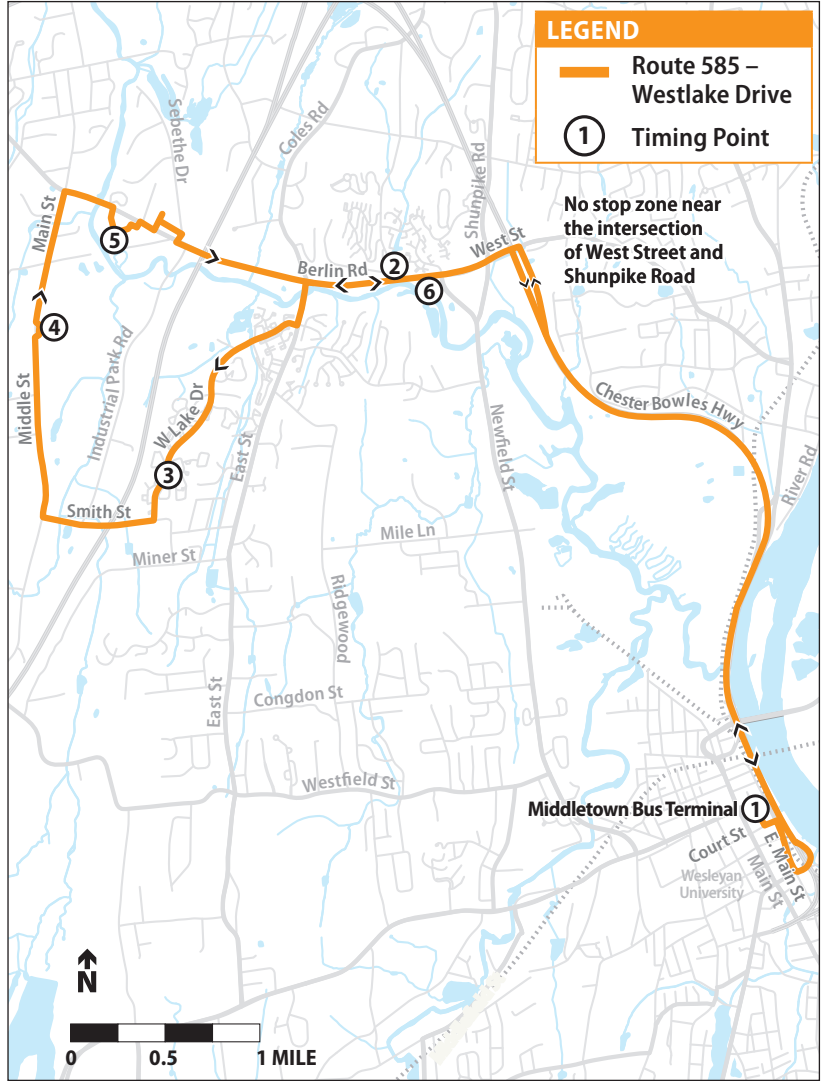 LEGEND
Route 585 –
Westlake Drive
1
Timing Point
No stop zone near
the intersection
of West Street and
Shunpike Road
Sebethe Dr
Coles Rd
Shunpike Rd
West St
Main St
5
Berlin Rd
2
6
4
Middle St
Industrial Park Rd
W Lake Dr
East St
3
Smith St
Miner St
Newfield St
Chester Bowles Hwy
River Rd
Mile Ln
Ridgewood
East St
Congdon St
Westfield St
Middletown Bus Terminal
1
Court St
E. Main St
Main St
Wesleyan
University
N
0
0.5
1 MILE